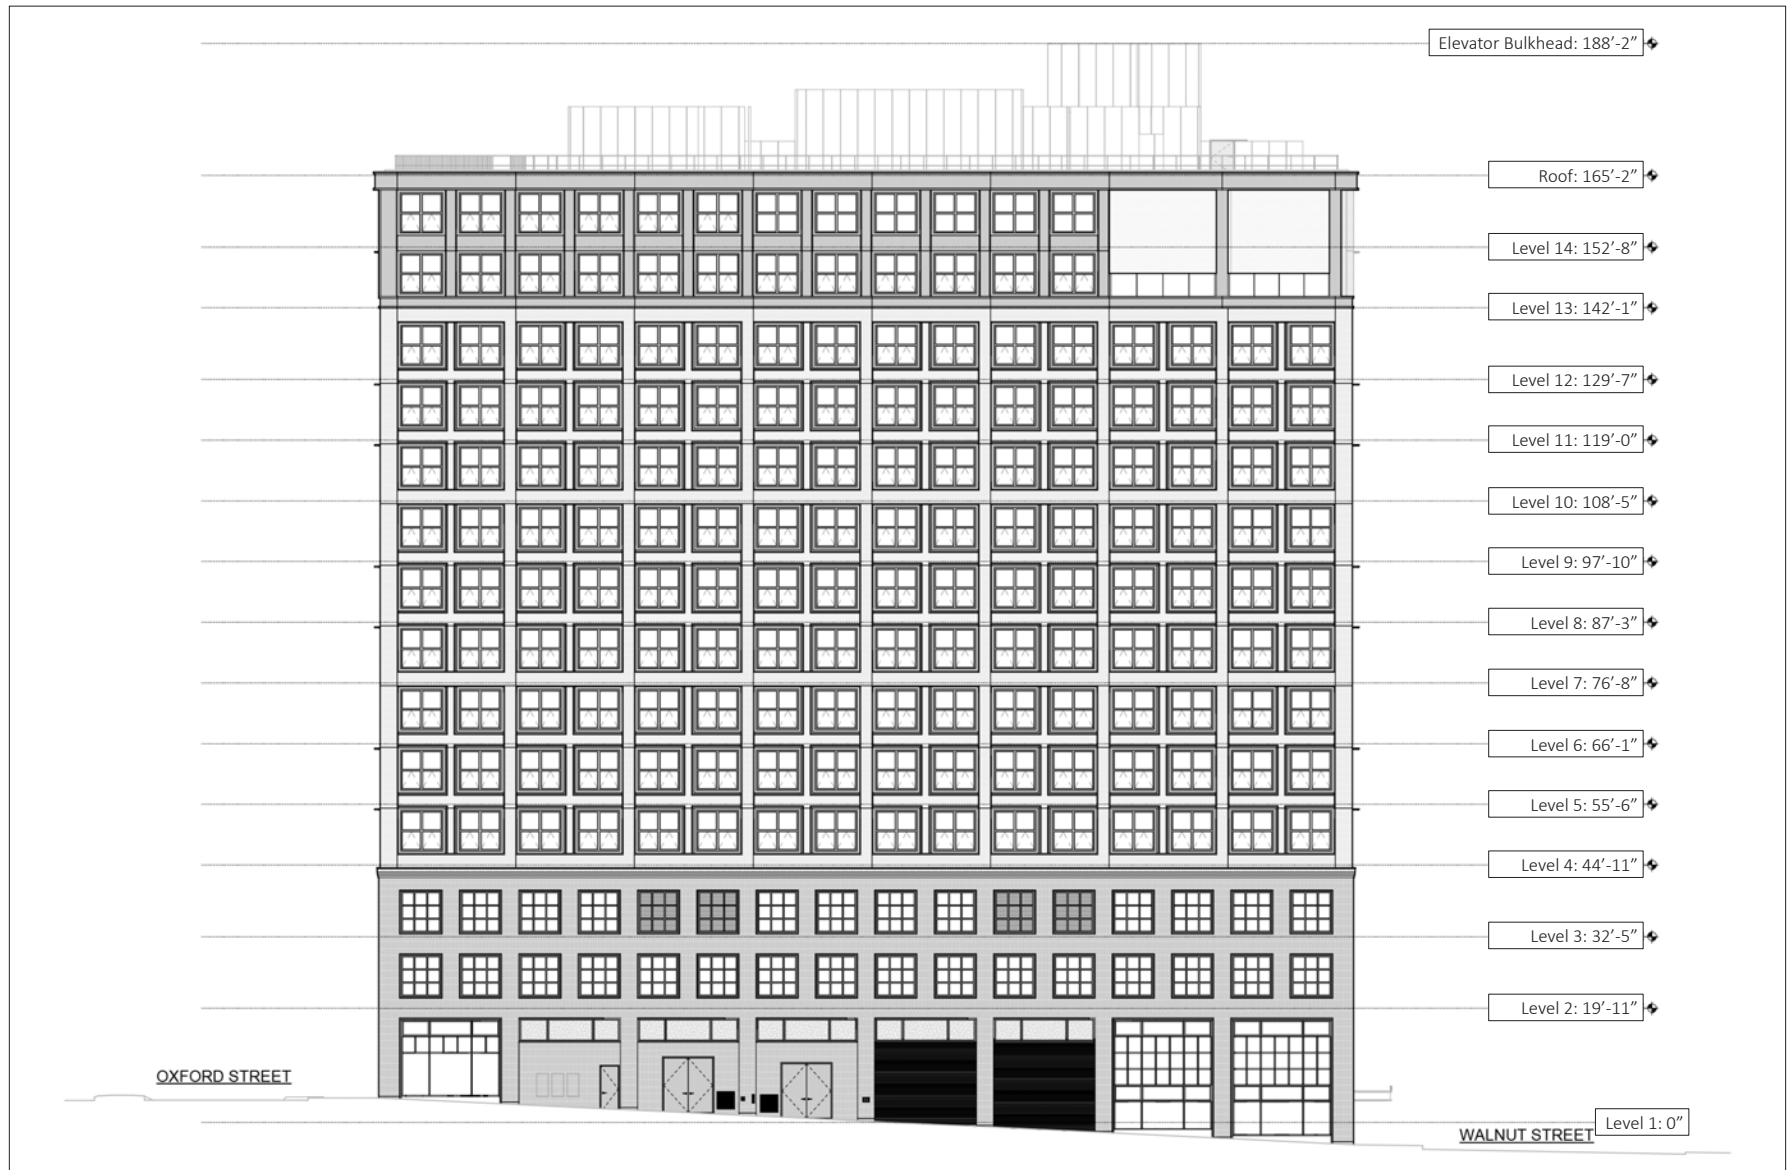 Elevator Bulkhead: 188’-2”
Roof: 165’-2”
Level 14: 152’-8”
Level 13: 142’-1”
Level 12: 129’-7”
Level 11: 119’-0”
Level 10: 108’-5”
Level 9: 97’-10”
Level 8: 87’-3”
Level 7: 76’-8”
Level 6: 66’-1”
Level 5: 55’-6”
Level 4: 44’-11”
Level 3: 32’-5”
Level 2: 19’-11”
OXFORD STREET
Level 1: 0”
WALNUT STREET